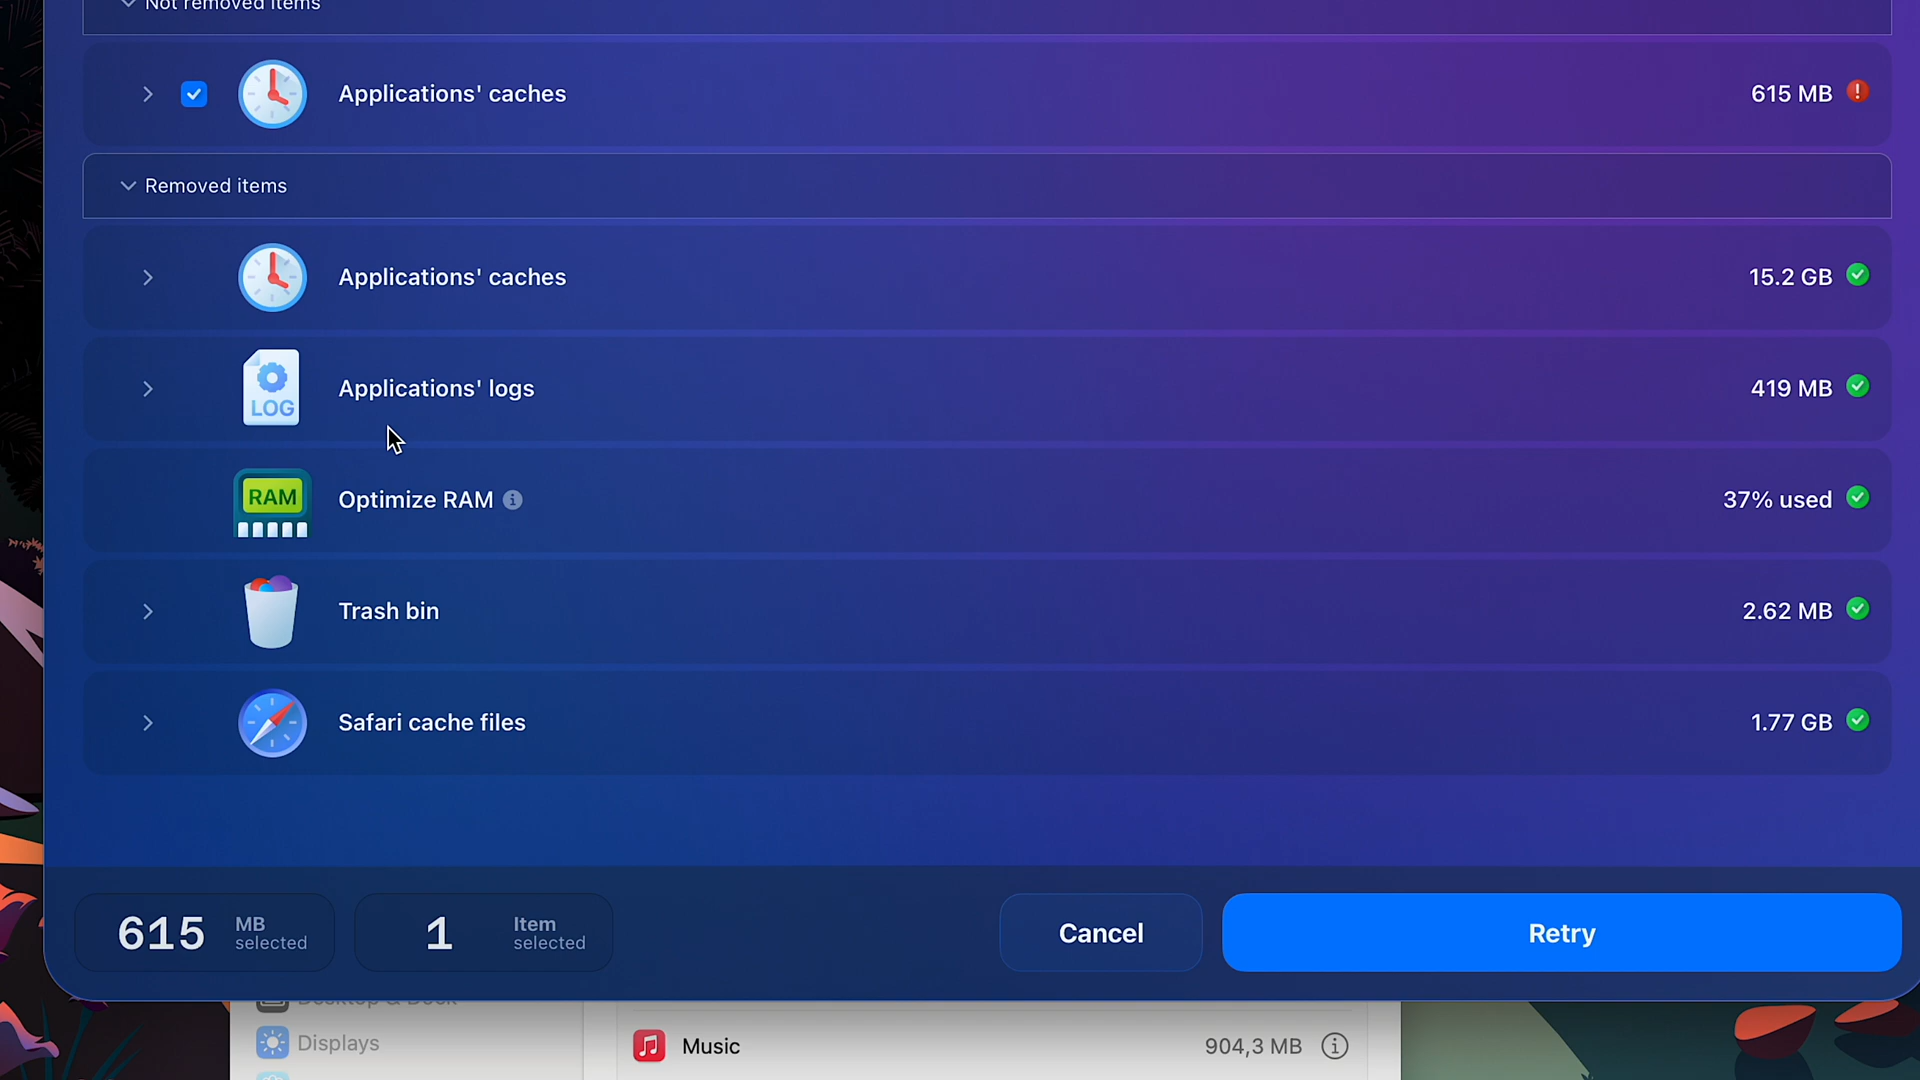 Not removed items
Applications' caches
615 MB
Removed items
Applications' caches
15.2 GB
LOG
Applications' logs
419 MB
RAM
Optimize RAM
37% used
Trash bin
2.62 MB
Safari cache files
1.77 GB
615 MB selected
1 Item selected
Cancel
Retry
Desktop & Dock
Displays
Music
904,3 MB